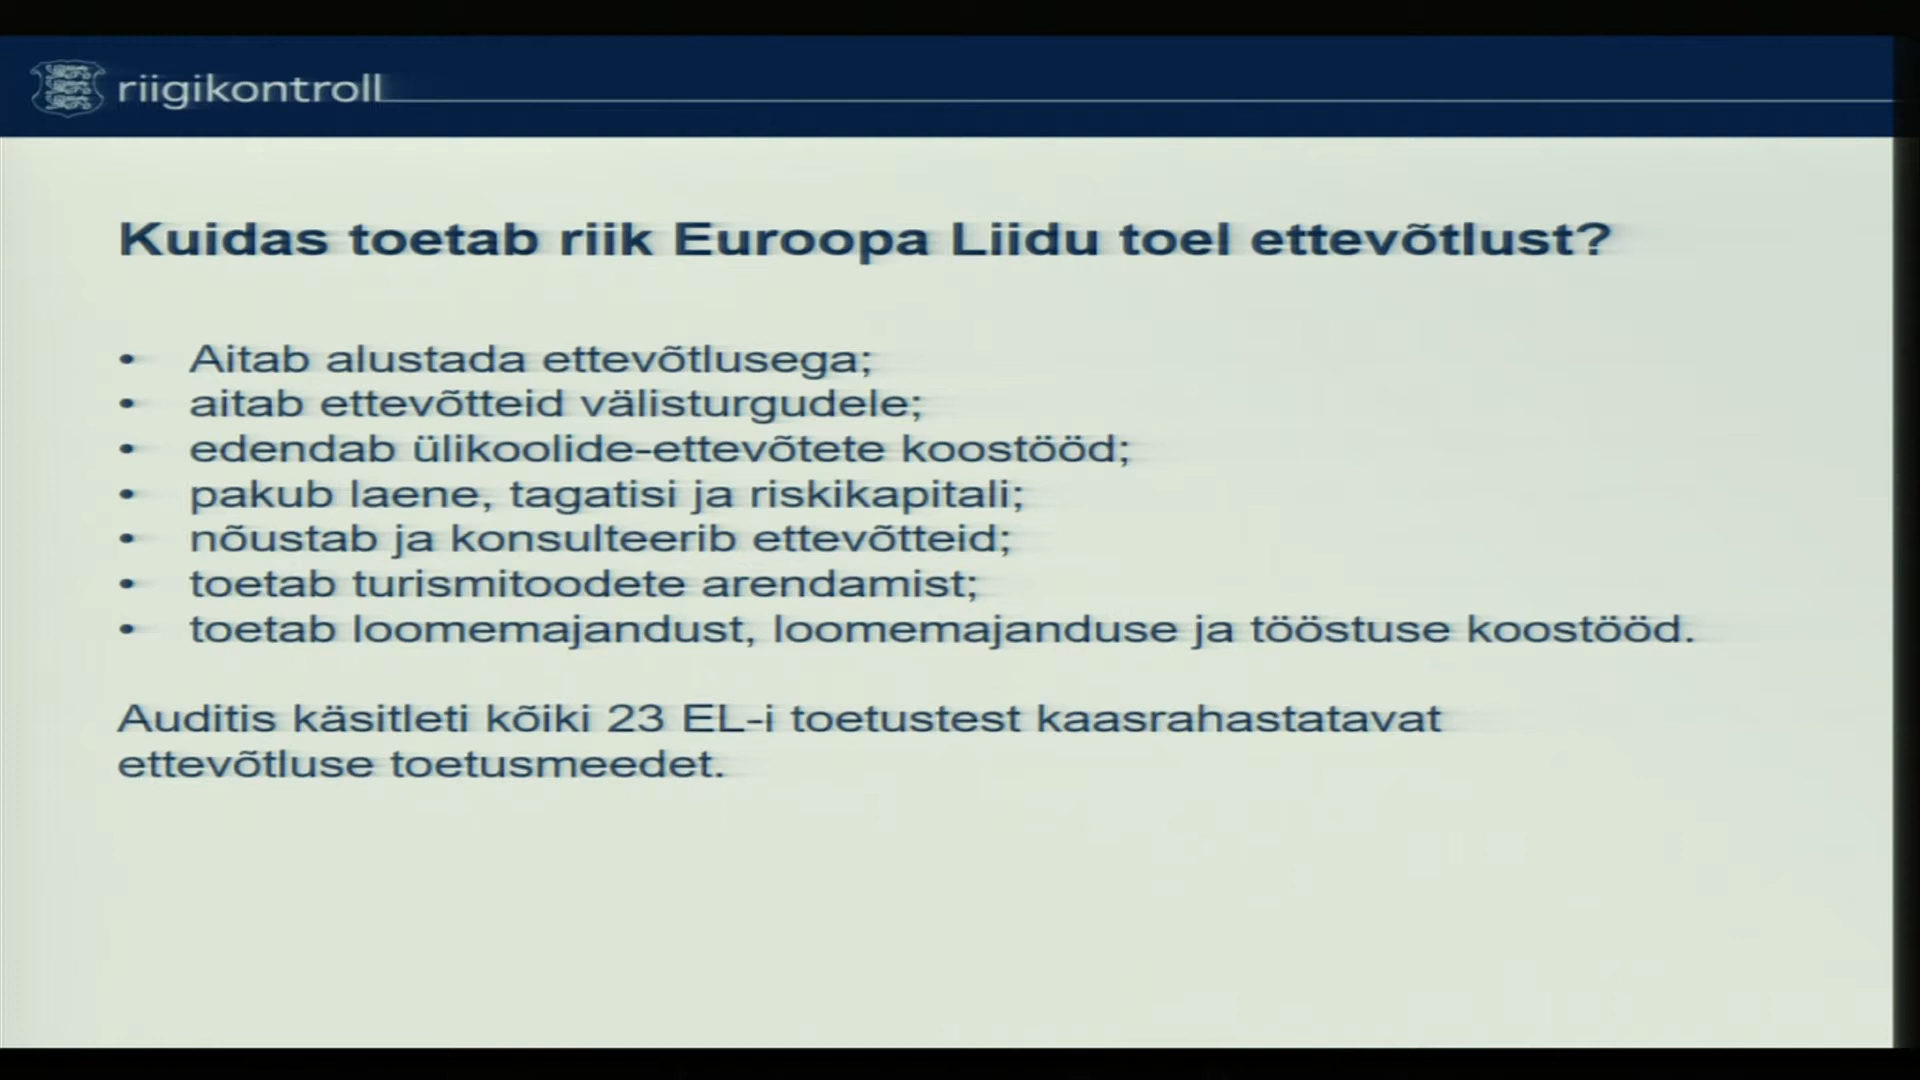 riigikontroll
Kuidas toetab riik Euroopa Liidu toel ettevõtlust?
• Aitab alustada ettevõtlusega;
• aitab ettevõtteid välisturgudele;
• edendab ülikoolide-ettevõtete koostööd;
• pakub laene, tagatisi ja riskikapitali;
• nõustab ja konsulteerib ettevõtteid;
• toetab turismitoodete arendamist;
• toetab loomemajandust, loomemajanduse ja tööstuse koostööd.
Auditis käsitleti kõiki 23 EL-i toetustest kaasrahastatavat
ettevõtluse toetusmeedet.